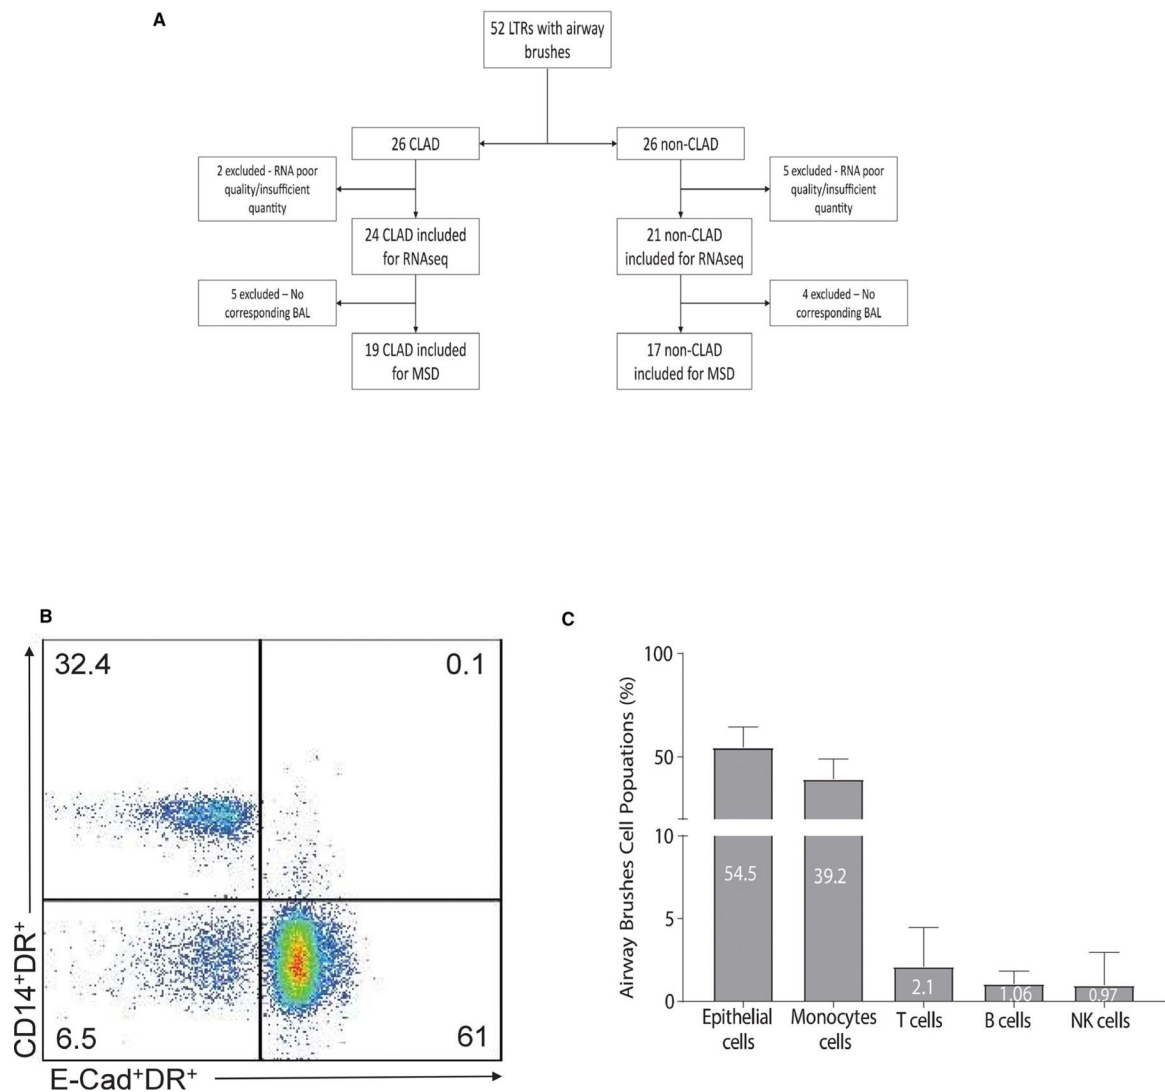 A
52 LTRs with airway
brushes
26 CLAD
26 non-CLAD
2 excluded - RNA poor
quality/insufficient
quantity
5 excluded - RNA poor
quality/insufficient
quantity
24 CLAD included
for RNAseq
21 non-CLAD
included for RNAseq
5 excluded – No
corresponding BAL
4 excluded – No
corresponding BAL
19 CLAD included
for MSD
17 non-CLAD
included for MSD
B
32.4
0.1
6.5
61
CD14+DR+
E-Cad+DR+
C
Airway Brushes Cell Popuations (%)
100
50
10
5
0
54.5
39.2
2.1
1.06
0.97
Epithelial
cells
Monocytes
cells
T cells
B cells
NK cells